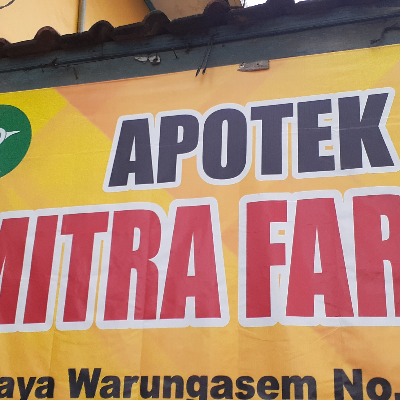 APOTEK
MITRA FAR
aya Warungasem No.